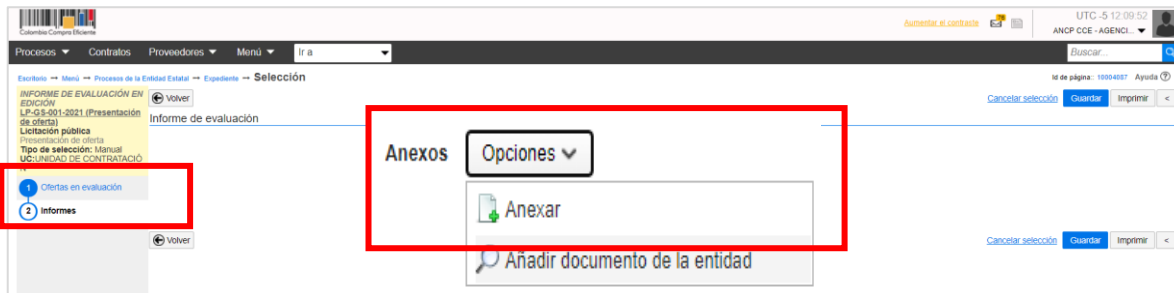 Colombia Compra Eficiente
Aumentar el contraste
UTC -5 12:09:52
ANCP CCE - AGENCI...
Procesos Contratos Proveedores Menú Ir a
Buscar...
Escritorio → Menú → Procesos de la Entidad Estatal → Expediente → Selección
Id de página:: 10004087 Ayuda
INFORME DE EVALUACIÓN EN
EDICIÓN
LP-GS-001-2021 (Presentación
de oferta)
Licitación pública
Presentación de oferta
Tipo de selección: Manual
UC:UNIDAD DE CONTRATACIÓ
N
Volver
Cancelar selección Guardar Imprimir <
Informe de evaluación
1 Ofertas en evaluación
2 Informes
Anexos Opciones
Anexar
Añadir documento de la entidad
Volver
Cancelar selección Guardar Imprimir <